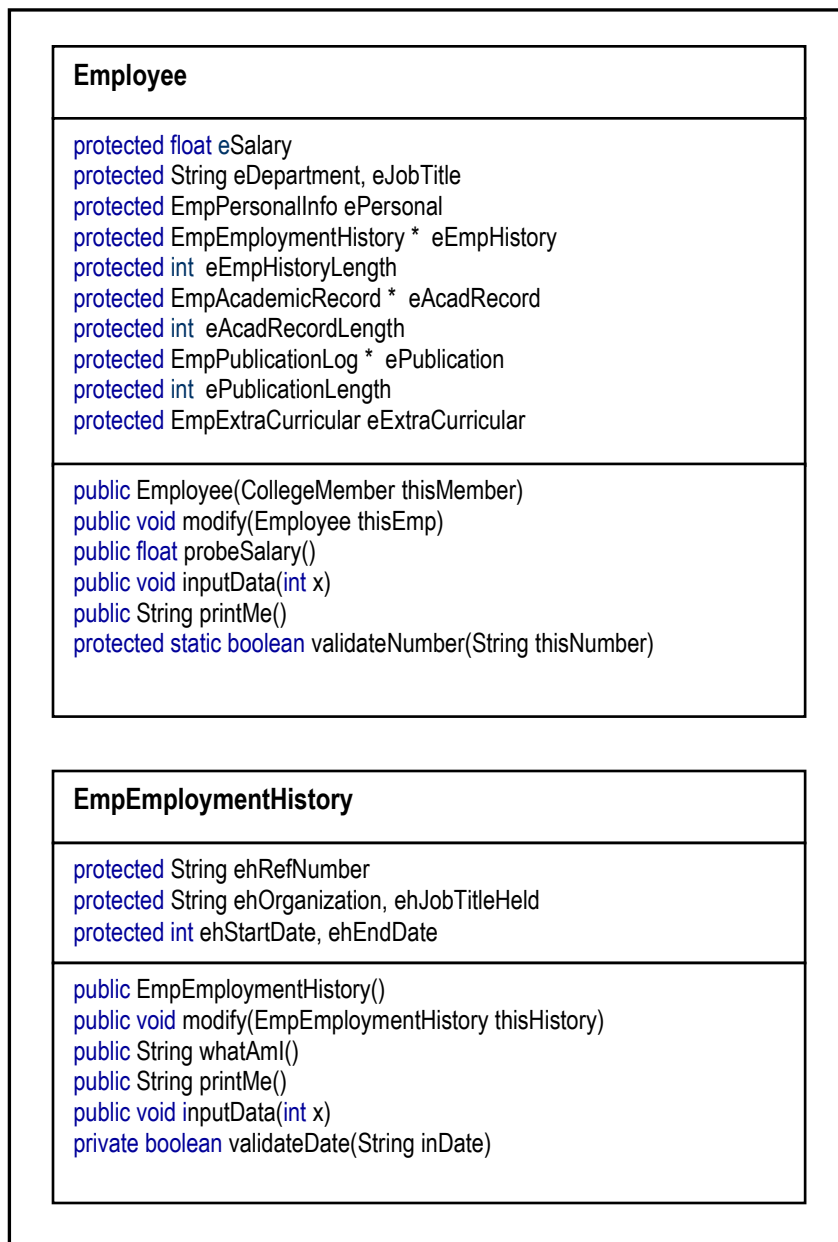 Employee
protected float eSalary
protected String eDepartment, eJobTitle
protected EmpPersonalInfo ePersonal
protected EmpEmploymentHistory * eEmpHistory
protected int eEmpHistoryLength
protected EmpAcademicRecord * eAcadRecord
protected int eAcadRecordLength
protected EmpPublicationLog * ePublication
protected int ePublicationLength
protected EmpExtraCurricular eExtraCurricular
public Employee(CollegeMember thisMember)
public void modify(Employee thisEmp)
public float probeSalary()
public void inputData(int x)
public String printMe()
protected static boolean validateNumber(String thisNumber)
EmpEmploymentHistory
protected String ehRefNumber
protected String ehOrganization, ehJobTitleHeld
protected int ehStartDate, ehEndDate
public EmpEmploymentHistory()
public void modify(EmpEmploymentHistory thisHistory)
public String whatAmI()
public String printMe()
public void inputData(int x)
private boolean validateDate(String inDate)